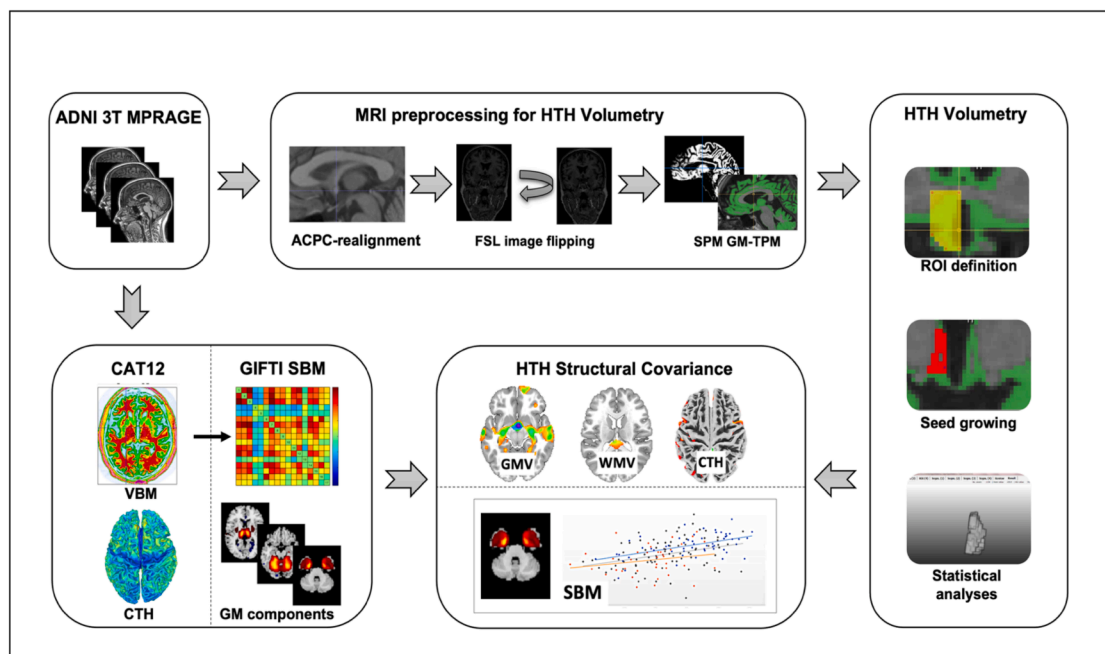 ADNI 3T MPRAGE
MRI preprocessing for HTH Volumetry
ACPC-realignment
FSL image flipping
SPM GM-TPM
HTH Volumetry
ROI definition
Seed growing
Statistical
analyses
CAT12
VBM
CTH
GIFTI SBM
GM components
HTH Structural Covariance
GMV
WMV
CTH
SBM